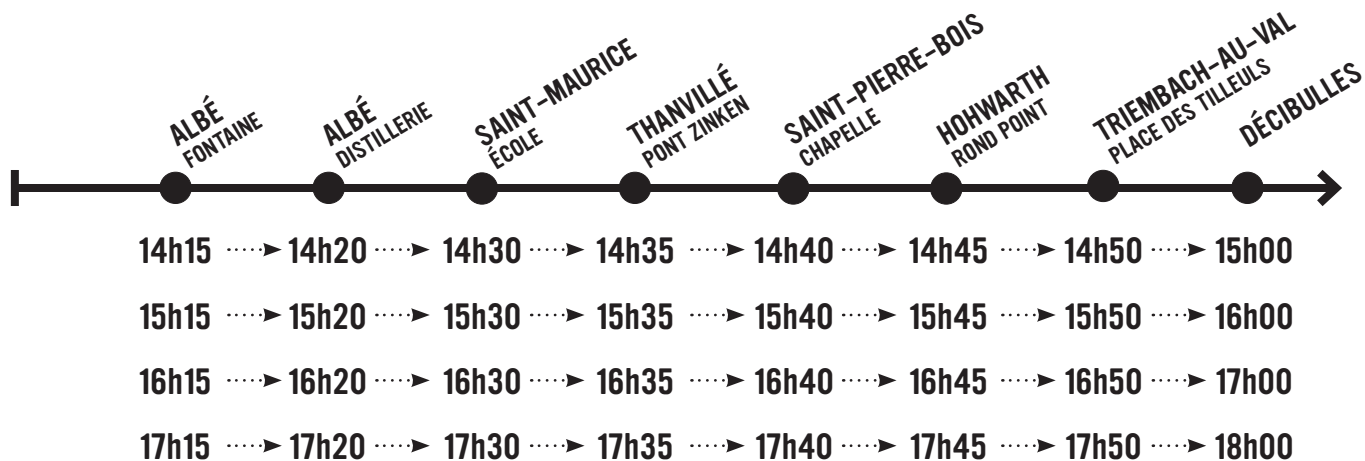 ALBÉ
FONTAINE
ALBÉ
DISTILLERIE
SAINT-MAURICE
ÉCOLE
THANVILLÉ
PONT ZINKEN
SAINT-PIERRE-BOIS
CHAPELLE
HOHWARTH
ROND POINT
TRIEMBACH-AU-VAL
PLACE DES TILLEULS
DÉCIBULLES
14h15 14h20 14h30 14h35 14h40 14h45 14h50 15h00
15h15 15h20 15h30 15h35 15h40 15h45 15h50 16h00
16h15 16h20 16h30 16h35 16h40 16h45 16h50 17h00
17h15 17h20 17h30 17h35 17h40 17h45 17h50 18h00